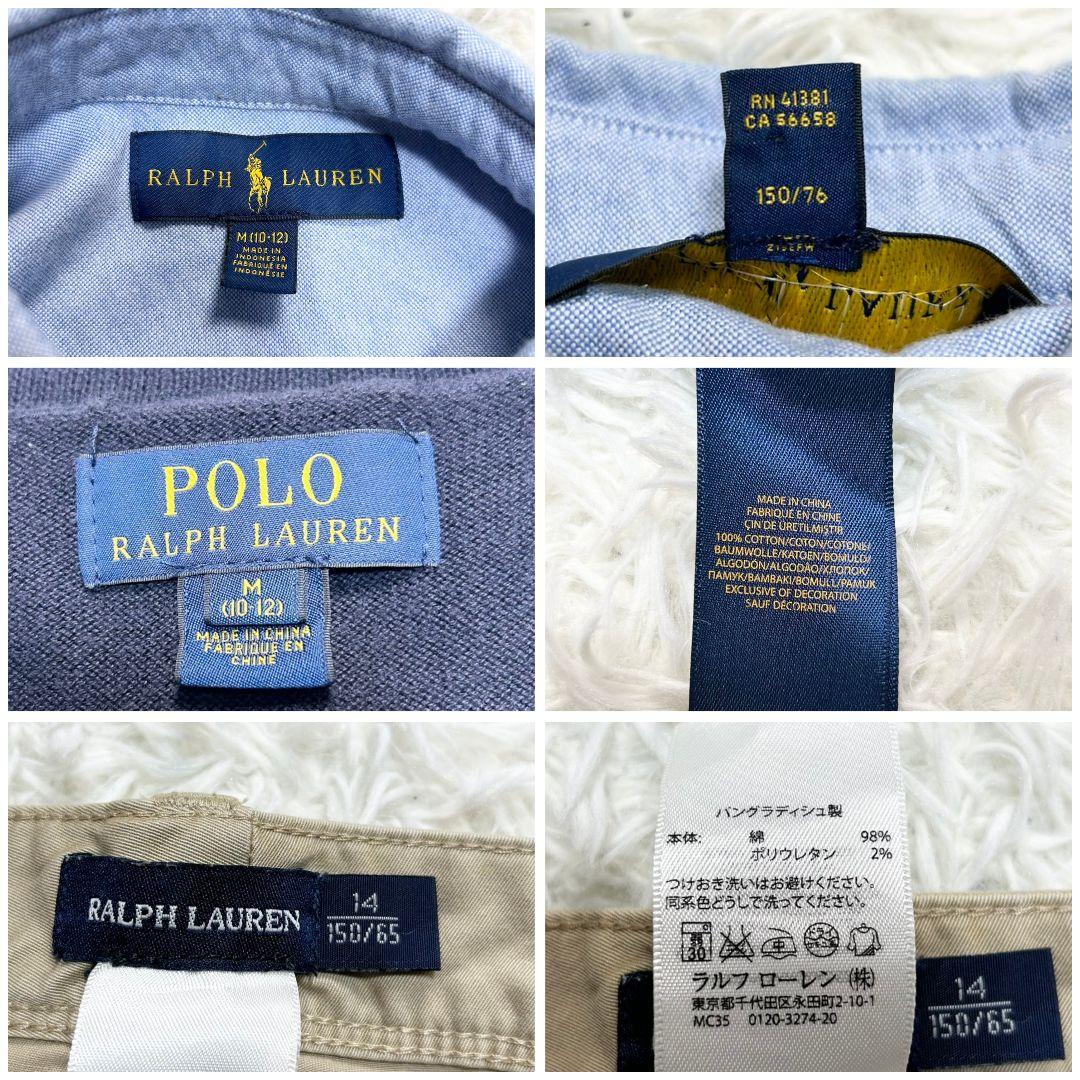 RALPH LAUREN
M (10-12)
MADE IN
INDONESIA
FABRIQUÉ EN
INDONÉSIE
RN 41381
CA 56658
150/76
POLO
RALPH LAUREN
M
(10-12)
MADE IN CHINA
FABRIQUE EN
CHINE
MADE IN CHINA
FABRIQUE EN CHINE
ÇIN'DE ÜRETILMISTIR
100% COTTON/COTON/COTONE/
BAUMWOLLE/KATOEN/BOMULD/
ALGODÓN/ALGODÃO/ХЛОПОК/
ПАМУК/BAMBAKI/BOMULL/PAMUK
EXCLUSIVE OF DECORATION
SAUF DÉCORATION
RALPH LAUREN
14
150/65
バングラディシュ製
本体: 綿 98%
ポリウレタン 2%
つけおき洗いはお避けください。
同系色どうしで洗ってください。
30
ラルフ ローレン (株)
東京都千代田区永田町2-10-1
MC35 0120-3274-20
14
150/65